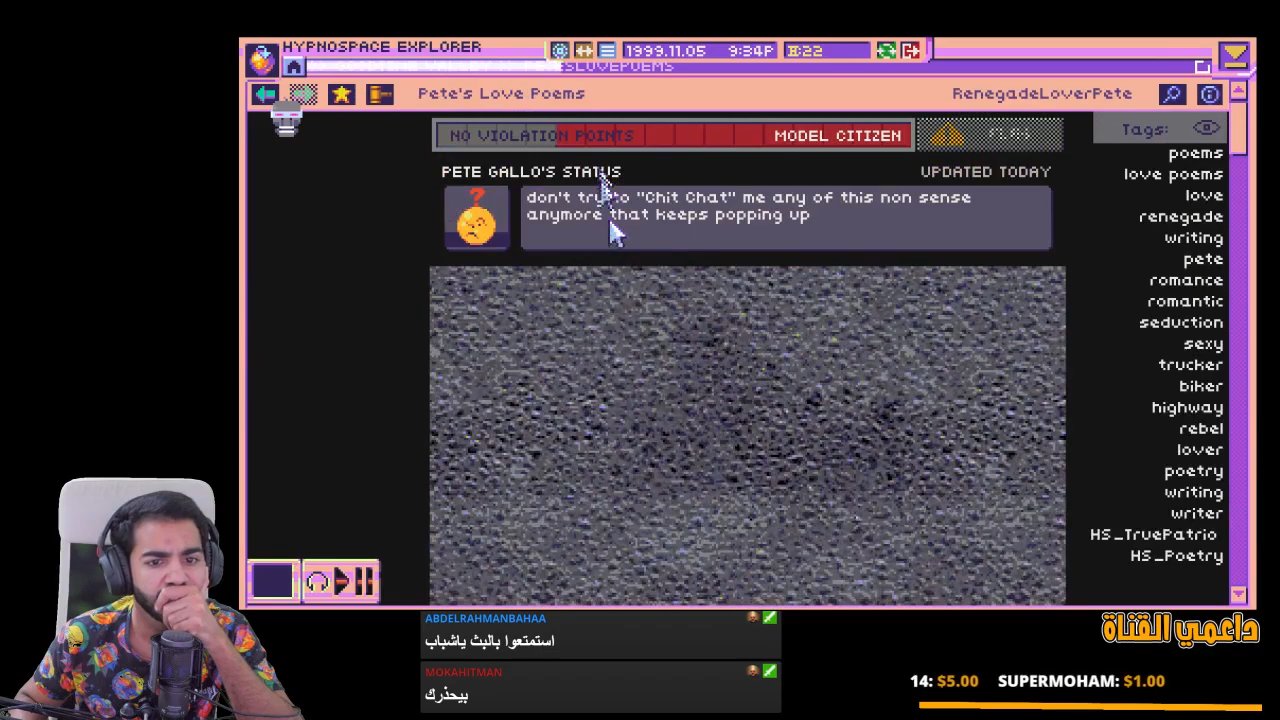 HYPNOSPACE EXPLORER
1999.11.05 9:34P
22
Pete's Love Poems
RenegadeLoverPete
NO VIOLATION POINTS
MODEL CITIZEN
Tags:
PETE GALLO'S STATUS
UPDATED TODAY
don't try to "Chit Chat" me any of this non sense
anymore that keeps popping up
poems
love poems
love
renegade
writing
pete
romance
romantic
seduction
sexy
trucker
biker
highway
rebel
lover
poetry
writing
writer
HS_TruePatrio
HS_Poetry
ABDELRAHMANBAHAA
استمتعوا بالبث ياشباب
MOKAHITMAN
بيحذرك
داعمي القناة
14: $5.00 SUPERMOHAM: $1.00